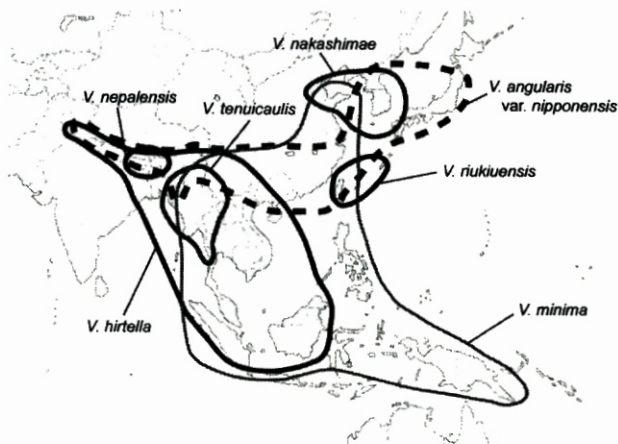 V. nakashimae
V. nepalensis
V. tenuicaulis
V. angularis
var. nipponensis
V. riukiuensis
V. hirtella
V. minima